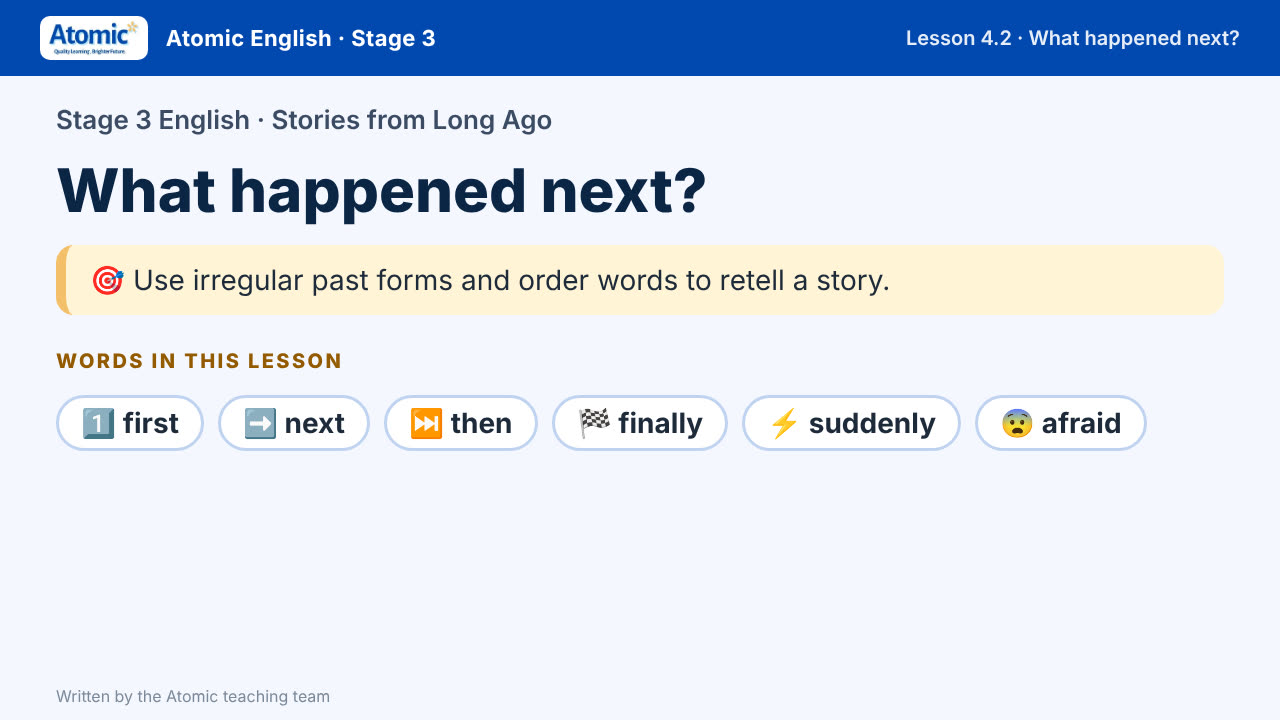 Atomic
Quality Learning. Brighter Future.
Atomic English · Stage 3
Lesson 4.2 · What happened next?
Stage 3 English · Stories from Long Ago
What happened next?
🎯 Use irregular past forms and order words to retell a story.
WORDS IN THIS LESSON
1️⃣ first ➡️ next ⏭️ then 🏁 finally ⚡ suddenly 😨 afraid
Written by the Atomic teaching team